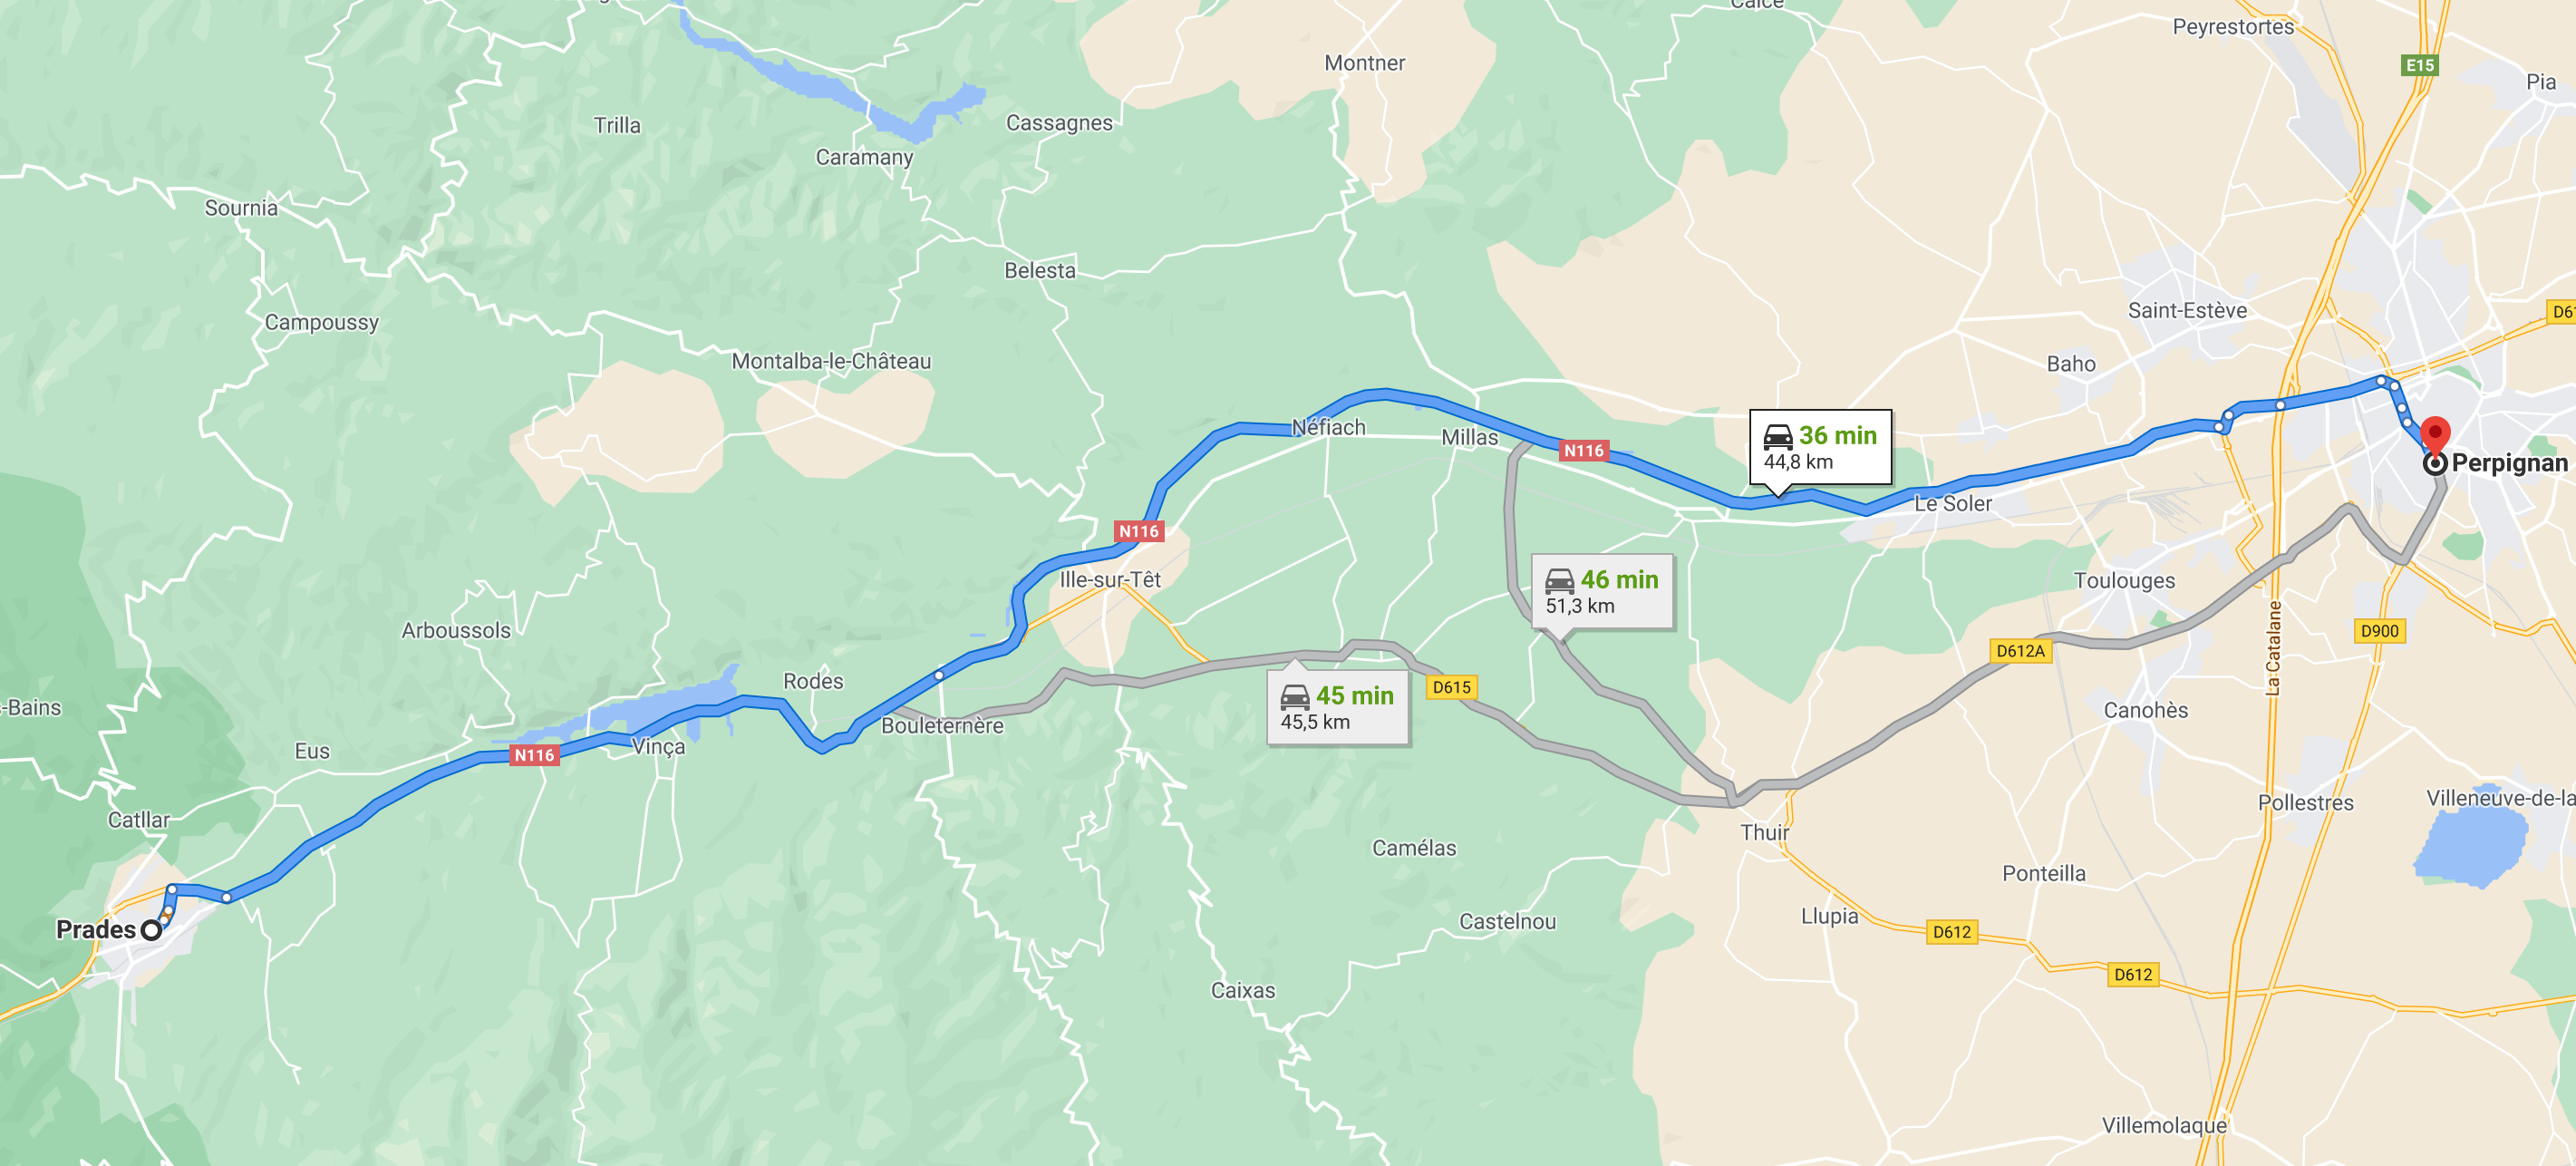 Calce
Peyrestortes
E15
Montner
Pia
Trilla
Cassagnes
Caramany
Sournia
Belesta
Saint-Estève
Campoussy
Montalba-le-Château
Baho
Néfiach
Millas
N116
36 min
44,8 km
Perpignan
Le Soler
N116
Ille-sur-Têt
46 min
51,3 km
Toulouges
Arboussols
D900
D612A
La Catalane
Rodès
45 min
45,5 km
D615
-Bains
Canohès
Bouleternère
Eus
N116
Vinça
Catllar
Pollestres
Villeneuve-de-la
Thuir
Camélas
Ponteilla
Prades
Castelnou
Llupia
D612
D612
Caixas
Villemolaque